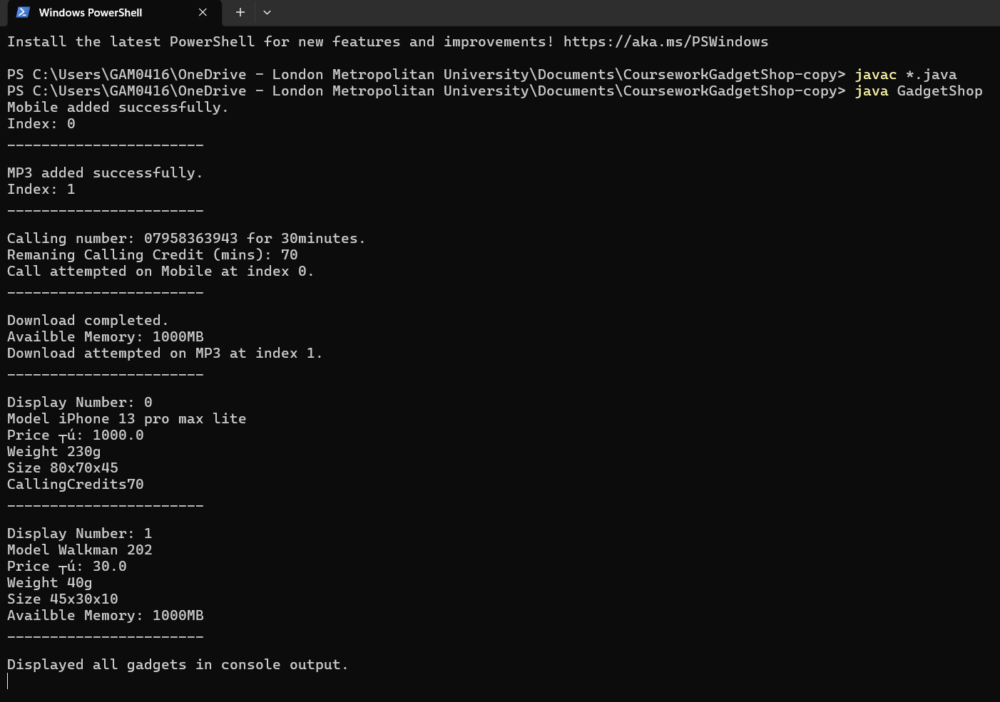 Windows PowerShell
Install the latest PowerShell for new features and improvements! https://aka.ms/PSWindows
PS C:\Users\GAM0416\OneDrive - London Metropolitan University\Documents\CourseworkGadgetShop-copy> javac *.java
PS C:\Users\GAM0416\OneDrive - London Metropolitan University\Documents\CourseworkGadgetShop-copy> java GadgetShop
Mobile added successfully.
Index: 0
_______________________
MP3 added successfully.
Index: 1
_______________________
Calling number: 07958363943 for 30minutes.
Remaning Calling Credit (mins): 70
Call attempted on Mobile at index 0.
_______________________
Download completed.
Availble Memory: 1000MB
Download attempted on MP3 at index 1.
_______________________
Display Number: 0
Model iPhone 13 pro max lite
Price ┬ú: 1000.0
Weight 230g
Size 80x70x45
CallingCredits70
_______________________
Display Number: 1
Model Walkman 202
Price ┬ú: 30.0
Weight 40g
Size 45x30x10
Availble Memory: 1000MB
_______________________
Displayed all gadgets in console output.